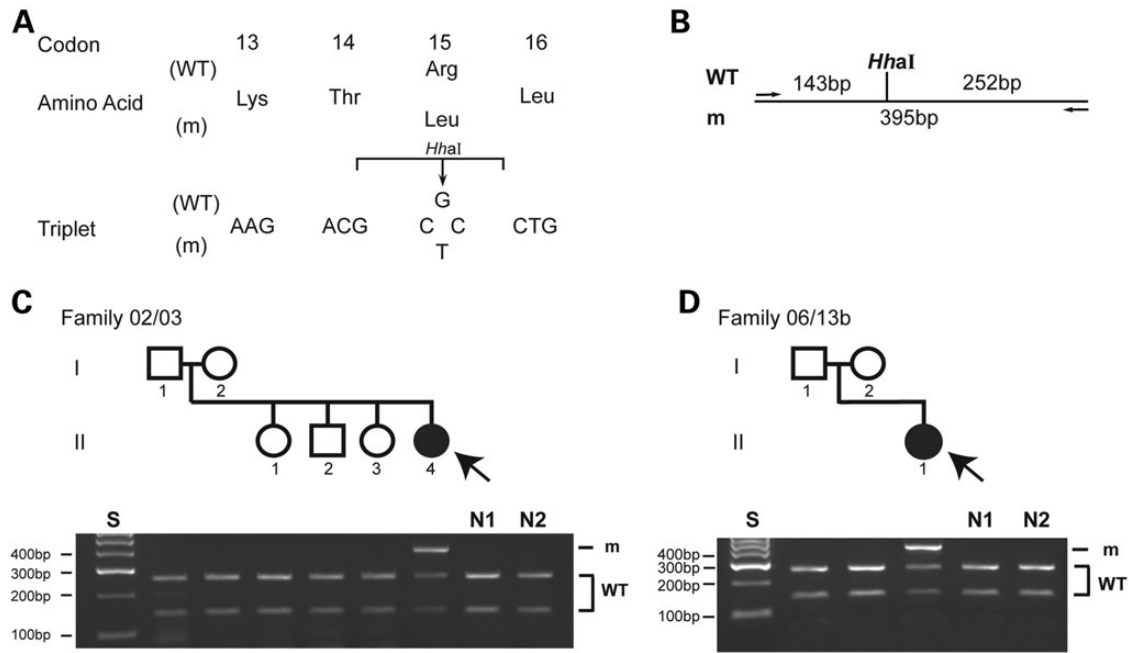 A
Codon 13 14 15 16
(WT) Arg
Amino Acid Lys Thr Leu
(m) Leu
HhaI
(WT) G
Triplet AAG ACG C C CTG
(m) T
B
HhaI
WT 143bp 252bp
m 395bp
C
Family 02/03
I
1 2
II
1 2 3 4
S N1 N2
400bp m
300bp
WT
200bp
100bp
D
Family 06/13b
I
1 2
II
1
S N1 N2
400bp m
300bp
WT
200bp
100bp